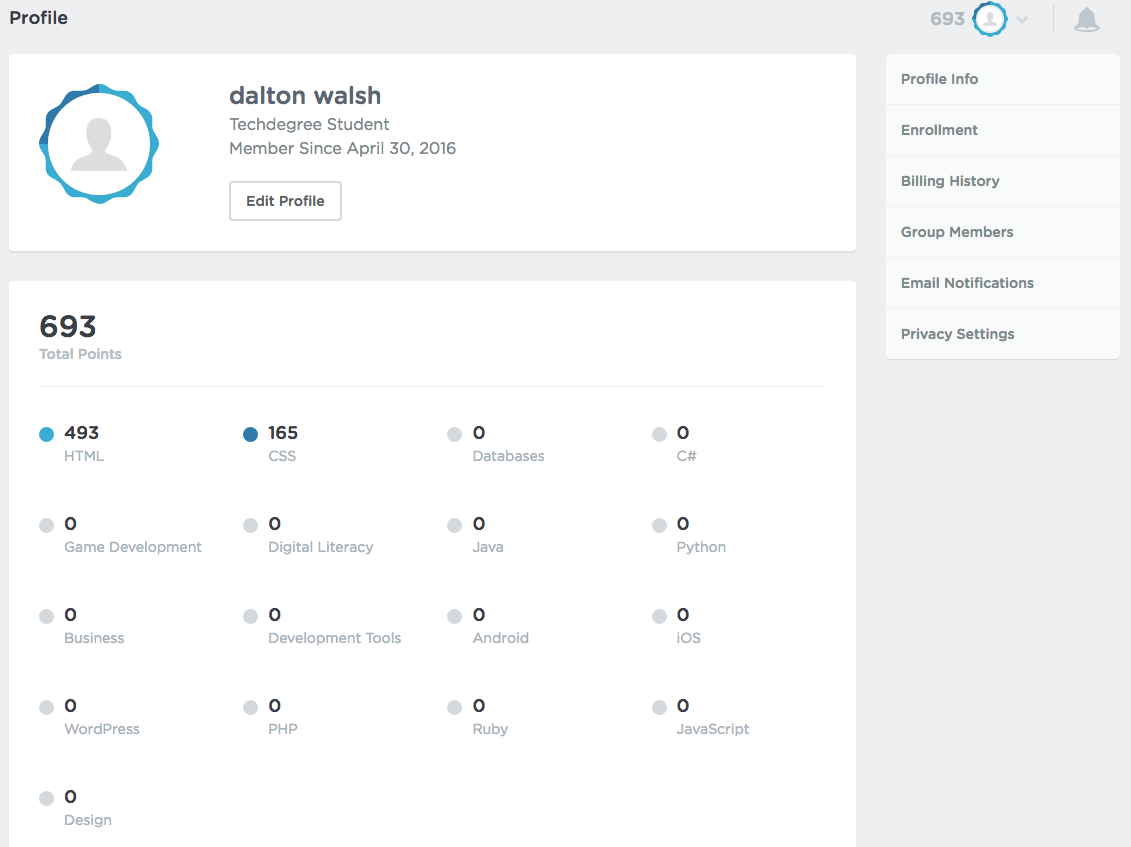 Profile
693
dalton walsh
Techdegree Student
Member Since April 30, 2016
Edit Profile
Profile Info
Enrollment
Billing History
Group Members
Email Notifications
Privacy Settings
693
Total Points
493
HTML
165
CSS
0
Databases
0
C#
0
Game Development
0
Digital Literacy
0
Java
0
Python
0
Business
0
Development Tools
0
Android
0
iOS
0
WordPress
0
PHP
0
Ruby
0
JavaScript
0
Design